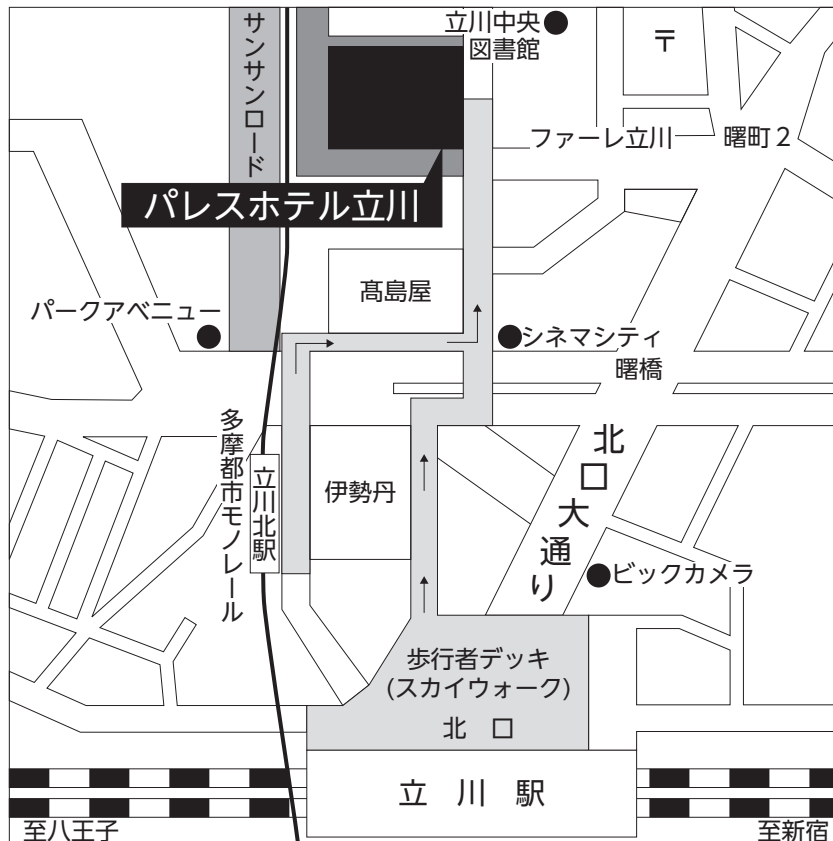 サンサンロード
立川中央
図書館
〒
ファーレ立川
曙町2
パレスホテル立川
髙島屋
パークアベニュー
シネマシティ
曙橋
多摩都市モノレール
立川北駅
伊勢丹
北口大通り
ビックカメラ
歩行者デッキ
(スカイウォーク)
北口
立川駅
至八王子
至新宿